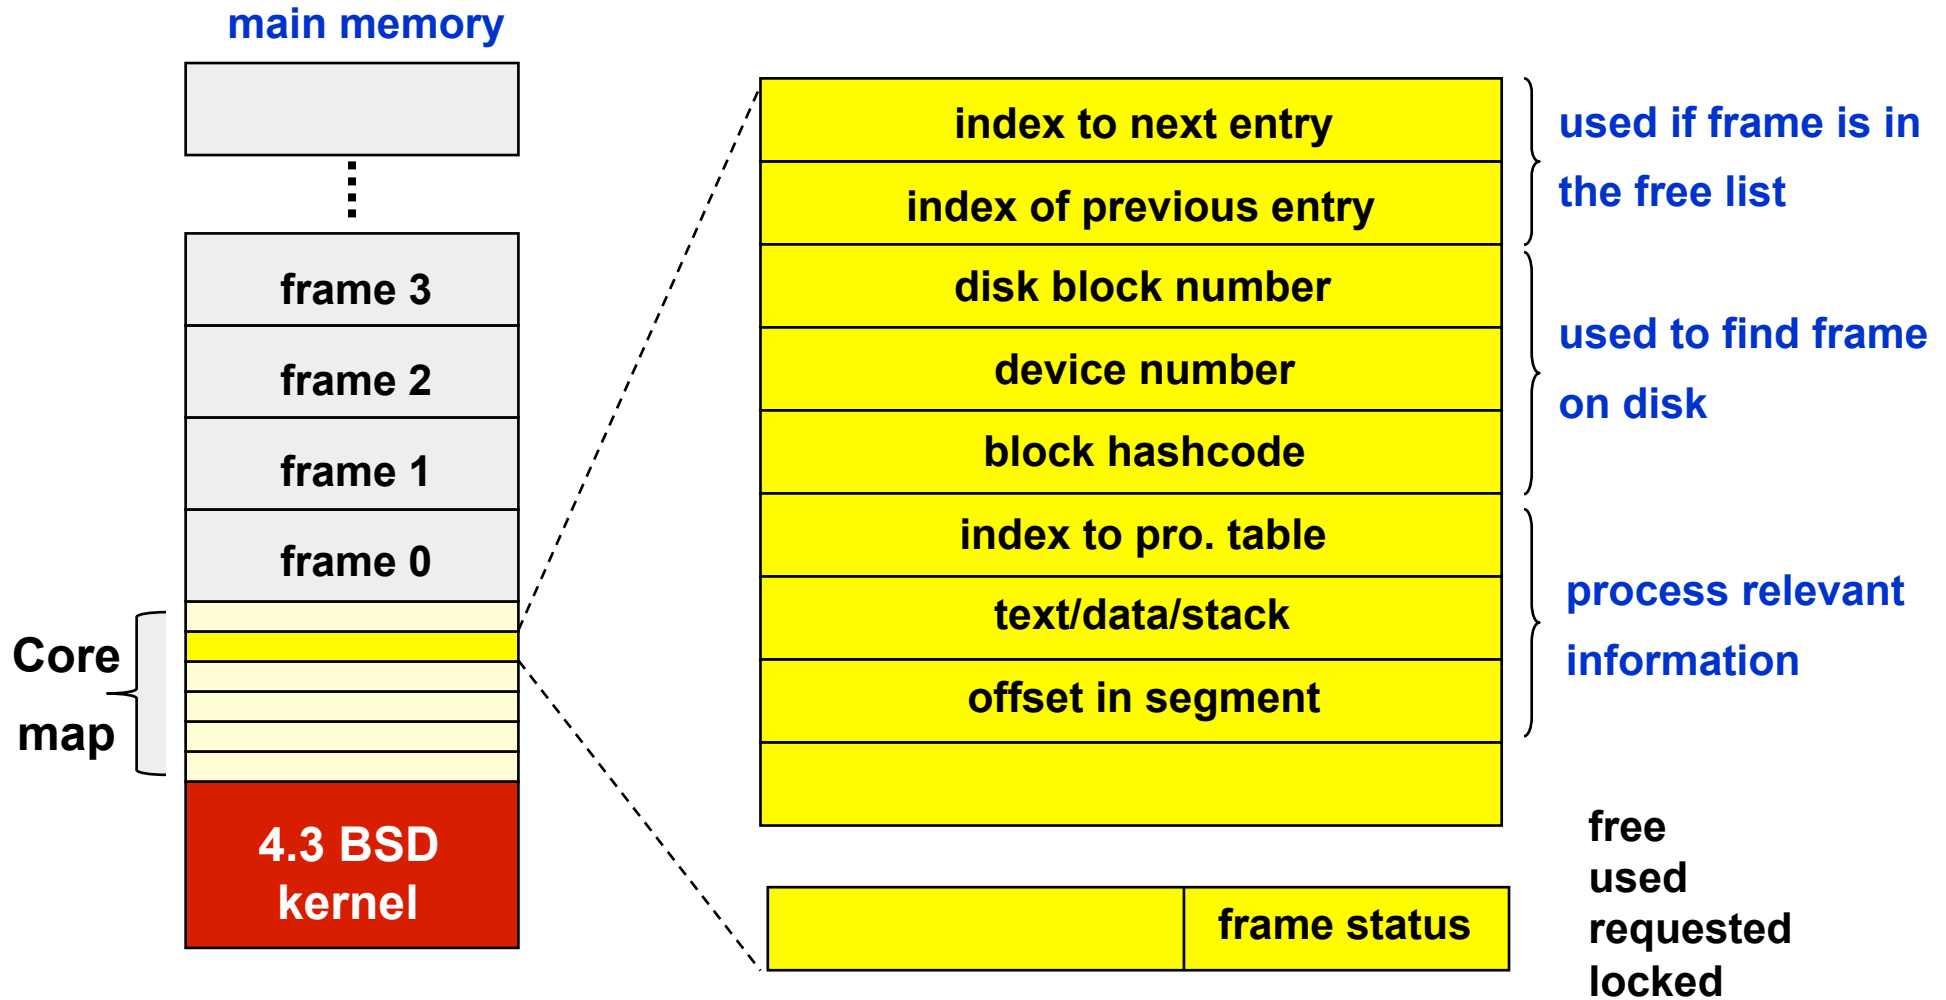 main memory
frame 3
frame 2
frame 1
frame 0
Core
map
4.3 BSD
kernel
index to next entry
index of previous entry
disk block number
device number
block hashcode
index to pro. table
text/data/stack
offset in segment
frame status
used if frame is in
the free list
used to find frame
on disk
process relevant
information
free
used
requested
locked